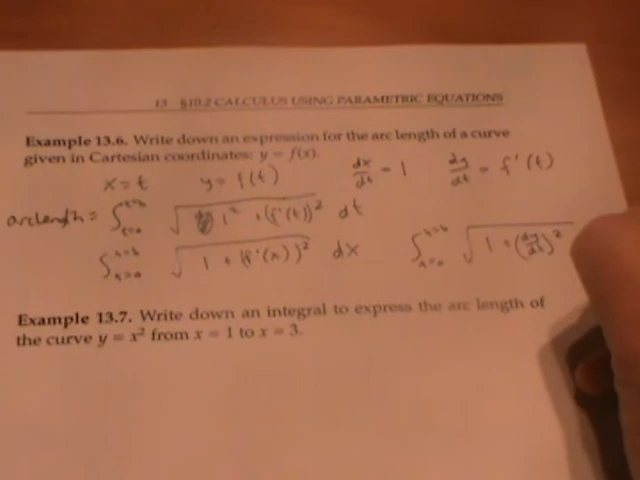 13 §10.2 CALCULUS USING PARAMETRIC EQUATIONS
Example 13.6. Write down an expression for the arc length of a curve
given in Cartesian coordinates: y = f(x).
x = t y = f(t) dx/dt = 1 dy/dt = f'(t)
arclength = ∫_{t=a}^{t=b} √(1² + (f'(t))²) dt
∫_{x=a}^{x=b} √(1 + (f'(x))²) dx ∫_{x=a}^{x=b} √(1 + (dy/dx)²)
Example 13.7. Write down an integral to express the arc length of
the curve y = x² from x = 1 to x = 3.